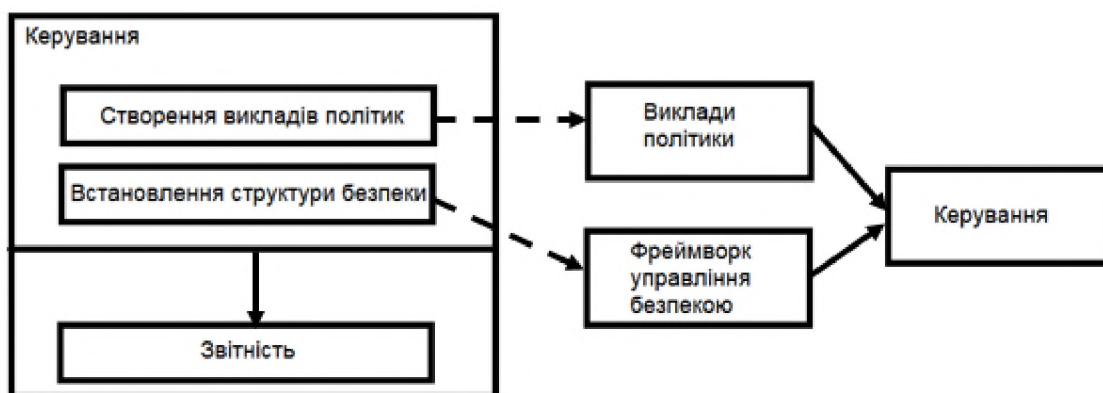 Керування
Створення викладів політик
Встановлення структури безпеки
Звітність
Виклади
політики
Фреймворк
управління
безпекою
Керування